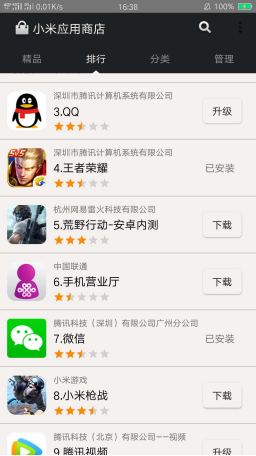 0.01K/s 16:38 100%
小米应用商店
精品 排行 分类 管理
深圳市腾讯计算机系统有限公司
3.QQ
升级
深圳市腾讯计算机系统有限公司
4.王者荣耀
已安装
杭州网易雷火科技有限公司
5.荒野行动-安卓内测
下载
中国联通
6.手机营业厅
下载
腾讯科技（深圳）有限公司广州分公司
7.微信
已安装
小米游戏
8.小米枪战
下载
腾讯科技（北京）有限公司——视频
9.腾讯视频
升级